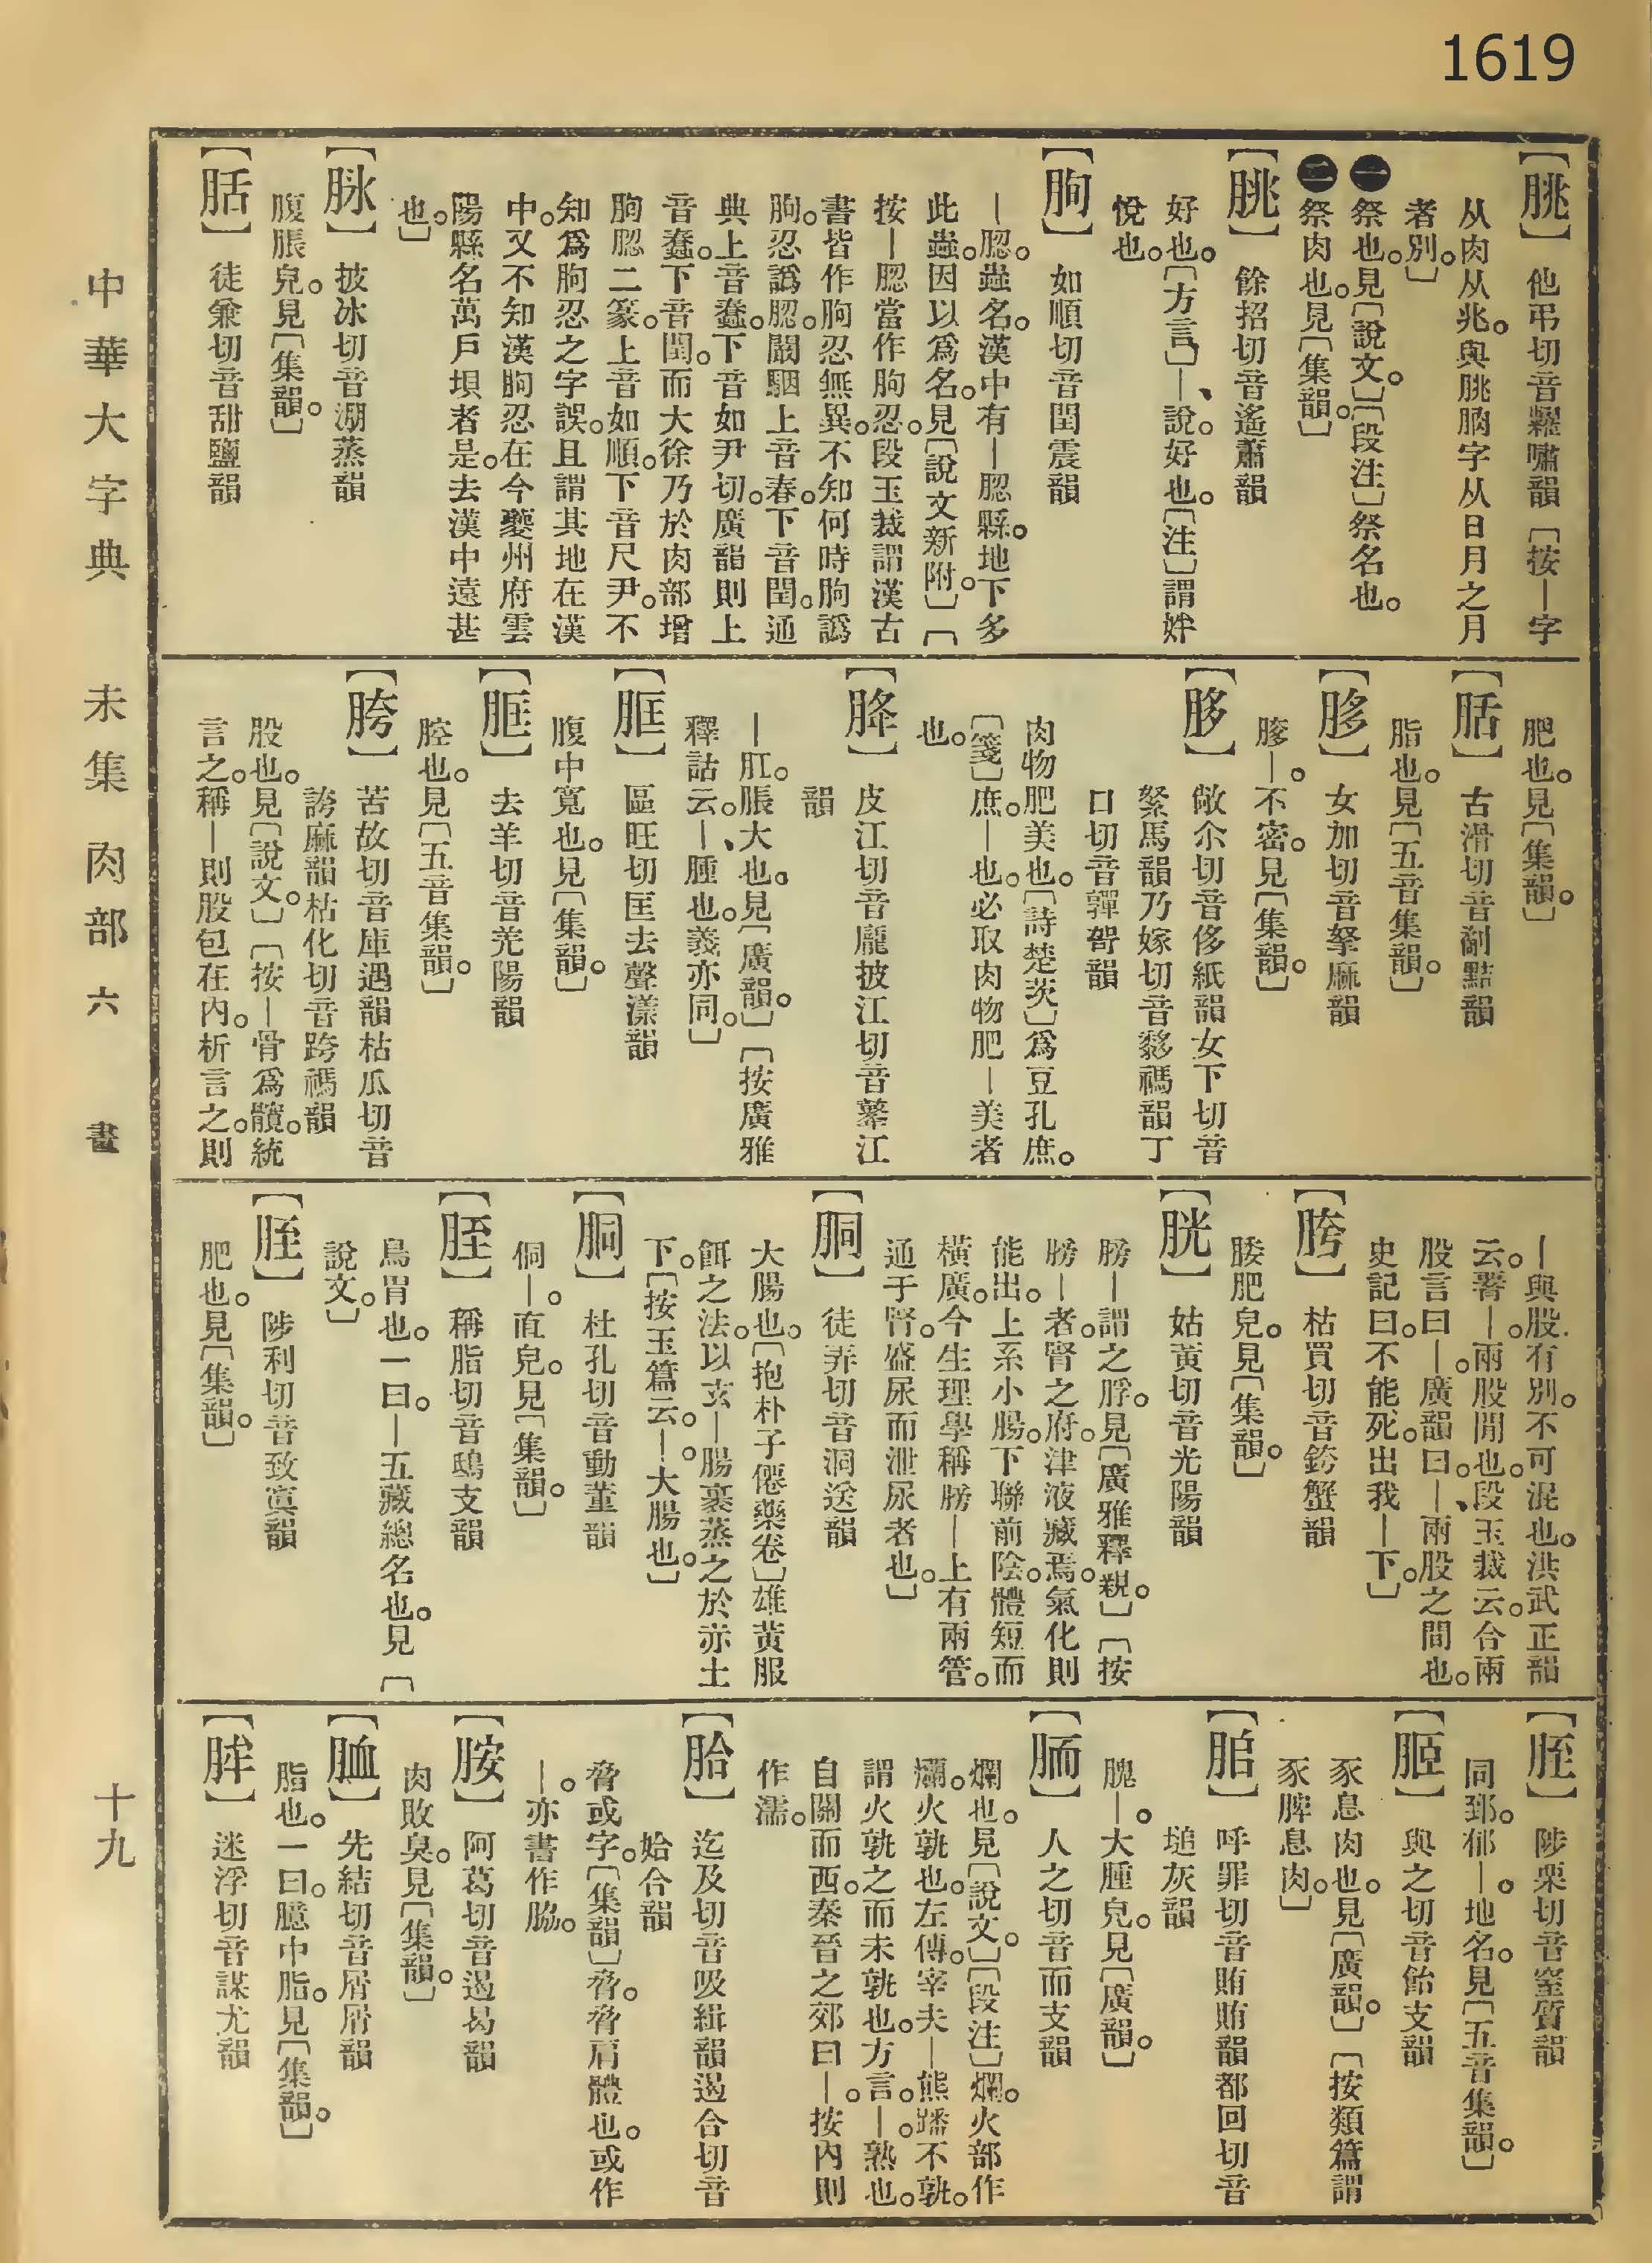 1619
【脁】他弔切音糶嘯韻〔按—字
从肉从兆。與朓朒字从日月之月
者別。〕
㊀祭也。見〔說文。〕〔段注〕祭名也。
㊁祭肉也。見〔集韻。〕
【脁】餘招切音遙蕭韻
好也。〔方言〕—、說。好也。〔注〕謂姅
悅也。
【朐】如順切音閏震韻
—䏰。蟲名。漢中有—䏰縣。地下多
此蟲。因以爲名。見〔說文新附。〕〔
按—䏰當作朐忍。段玉裁謂漢古
書皆作朐忍無異。不知何時朐譌
朐。忍譌䏰。闞駰上音春。下音閏。通
典上音蠢。下音如尹切。廣韻則上
音蠢。下音閏。而大徐乃於肉部增
朐䏰二篆。上音如順。下音尺尹。不
知爲朐忍之字誤。且謂其地在漢
中。又不知漢朐忍在今夔州府雲
陽縣名萬戶垻者是。去漢中遠甚
也。〕
【脉】披冰切音淜蒸韻
腹脹皃。見〔集韻。〕
【䏦】徒兼切音甜鹽韻
肥也。見〔集韻。〕
【䏦】古滑切音劀黠韻
脂也。見〔五音集韻。〕
【胗】女加切音拏麻韻
䐒—。不密。見〔集韻。〕
【胗】敞尒切音侈紙韻女下切音
絮馬韻乃嫁切音䏧禡韻丁
口切音嚲哿韻
肉物肥美也。〔詩楚茨〕爲豆孔庶。
〔箋〕庶。—也。必取肉物肥—美者
也。
【胮】皮江切音龐披江切音䏺江
韻
—肛。脹大也。見〔廣韻。〕〔按廣雅
釋詁云。—、腫也。義亦同。〕
【胵】區旺切匡去聲漾韻
腹中寬也。見〔集韻。〕
【胵】去羊切音羌陽韻
腔也。見〔五音集韻。〕
【胯】苦故切音庫遇韻枯瓜切音
誇麻韻枯化切音跨禡韻
股也。見〔說文。〕〔按—骨爲髖。統
言之。稱—則股包在內。析言之。則
—與股有別。不可混也。洪武正韻
云。署—。兩股閒也。段玉裁云。合兩
股言曰—。廣韻曰—、兩股之間也。
史記曰。不能死。出我—下。〕
【胯】枯買切音銙蟹韻
䐁肥皃。見〔集韻。〕
【胱】姑黃切音光陽韻
膀—謂之脬。見〔廣雅釋親。〕〔按
膀—者。腎之府。津液藏焉。氣化則
能出。上系小腸。下聯前陰。體短而
橫廣。今生理學稱膀—上有兩管。
通于腎。盛尿而泄尿者也。〕
【胴】徒弄切音洞送韻
大腸也。〔抱朴子僊藥卷〕雄黃服
餌之法。以玄—腸裹蒸之於赤土
下。〔按玉篇云。—。大腸也。〕
【胴】杜孔切音動董韻
侗—。直皃。見〔集韻。〕
【胵】稱脂切音鴟支韻
鳥胃也。一曰。—五藏總名也。見〔
說文。〕
【胵】陟利切音致寘韻
肥也。見〔集韻。〕
【胵】陟栗切音窒質韻
同郅。郁—。地名。見〔五音集韻。〕
【𦚣】與之切音飴支韻
豕息肉也。見〔廣韻。〕〔按類篇謂
豕脾息肉。〕
【䏨】呼罪切音賄賄韻都回切音
塠灰韻
腲—。大腫皃。見〔廣韻。〕
【胹】人之切音而支韻
爛也。見〔說文。〕〔段注〕爛。火部作
爤。火孰也。左傳。宰夫—熊蹯不孰。
謂火孰之而未孰也。方言。—。熟也。
自關而西。秦晉之郊曰—。按內則
作濡。
【胎】迄及切音吸緝韻遏合切音
姶合韻
脅或字。〔集韻〕脅。脅肩體也。或作
—。亦書作脇。
【胺】阿葛切音遏曷韻
肉敗臭。見〔集韻。〕
【䘏】先結切音屑屑韻
脂也。一曰。臆中脂。見〔集韻。〕
【䏬】迷浮切音謀尤韻
中華大字典　未集　肉部　六　畫　十九